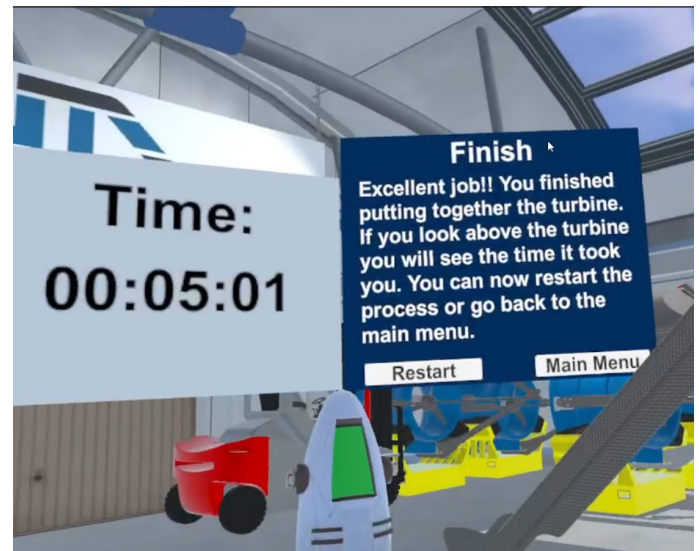 Time:
00:05:01
Finish
Excellent job!! You finished
putting together the turbine.
If you look above the turbine
you will see the time it took
you. You can now restart the
process or go back to the
main menu.
Restart
Main Menu